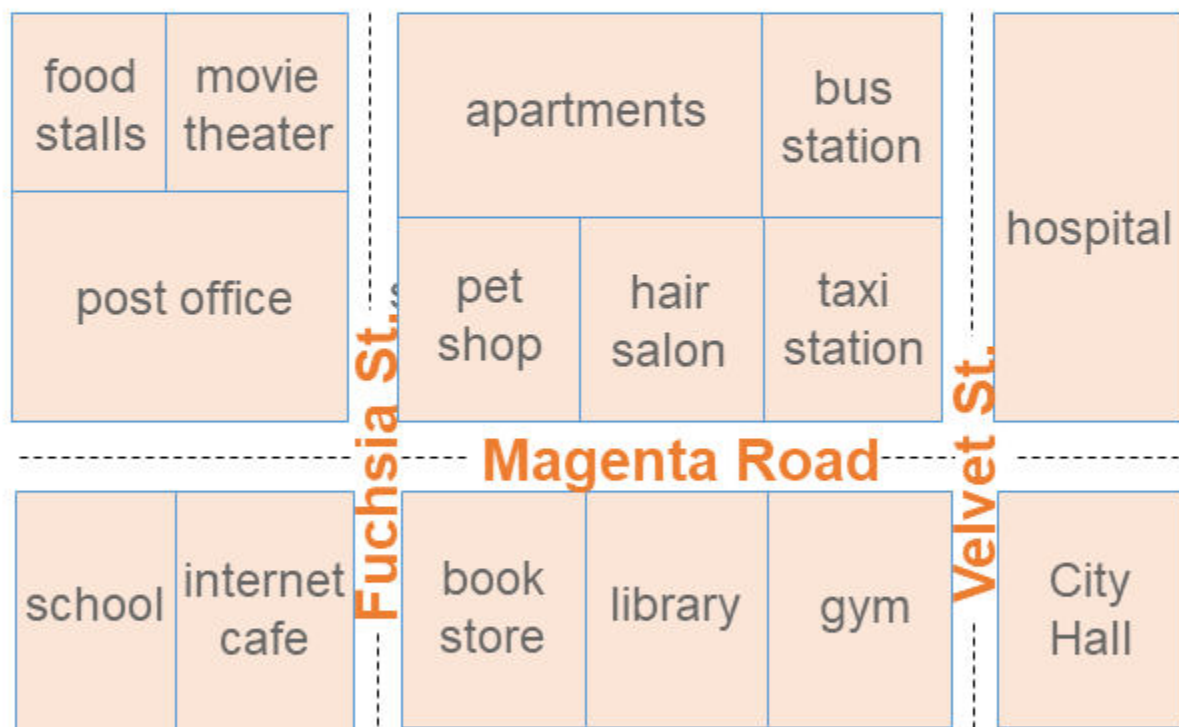 food
stalls
movie
theater
apartments
bus
station
hospital
post office
pet
shop
hair
salon
taxi
station
Fuchsia St.
Magenta Road
Velvet St.
school
internet
cafe
book
store
library
gym
City
Hall